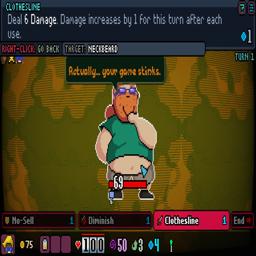 CLOTHESLINE
Deal 6 Damage. Damage increases by 1 for this turn after each
use.
1
RIGHT-CLICK: GO BACK TARGET NECKBEARD
TURN 1
Actually... your game stinks.
69
No-Sell 1 Diminish 1 Clothesline 1 End
75 100 50 3 4